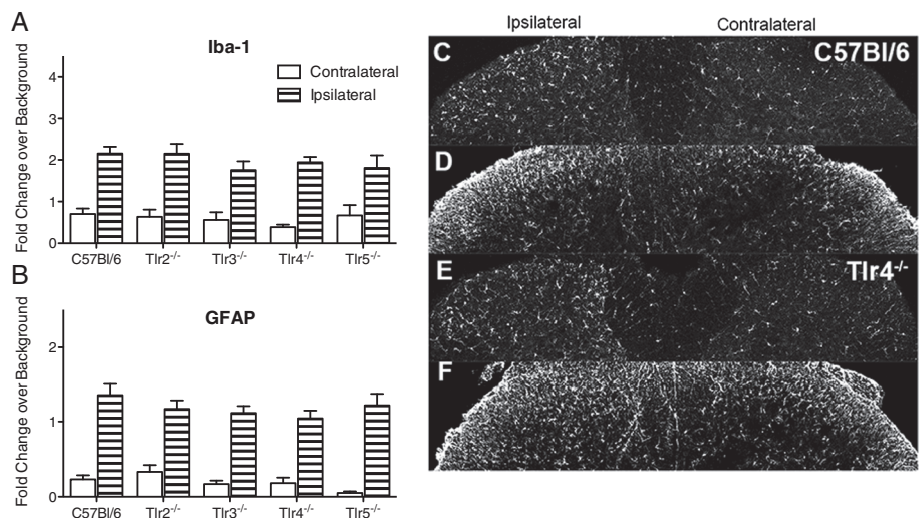 A
Iba-1
Fold Change over Background
4
3
2
1
0
Contralateral
Ipsilateral
C57Bl/6 Tlr2-/- Tlr3-/- Tlr4-/- Tlr5-/-
B
GFAP
Fold Change over Background
2
1
0
C57Bl/6 Tlr2-/- Tlr3-/- Tlr4-/- Tlr5-/-
Ipsilateral Contralateral
C C57Bl/6
D
E Tlr4-/-
F